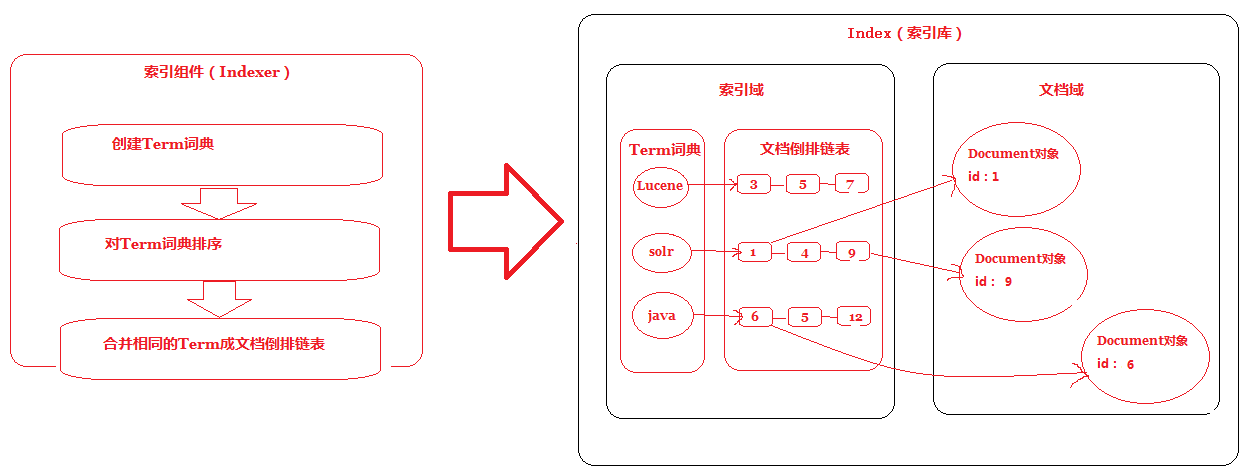 索引组件（Indexer）
创建Term词典
对Term词典排序
合并相同的Term成文档倒排链表
Index（索引库）
索引域
Term词典
文档倒排链表
Lucene
3 5 7
solr
1 4 9
java
6 5 12
文档域
Document对象
id：1
Document对象
id： 9
Document对象
id： 6